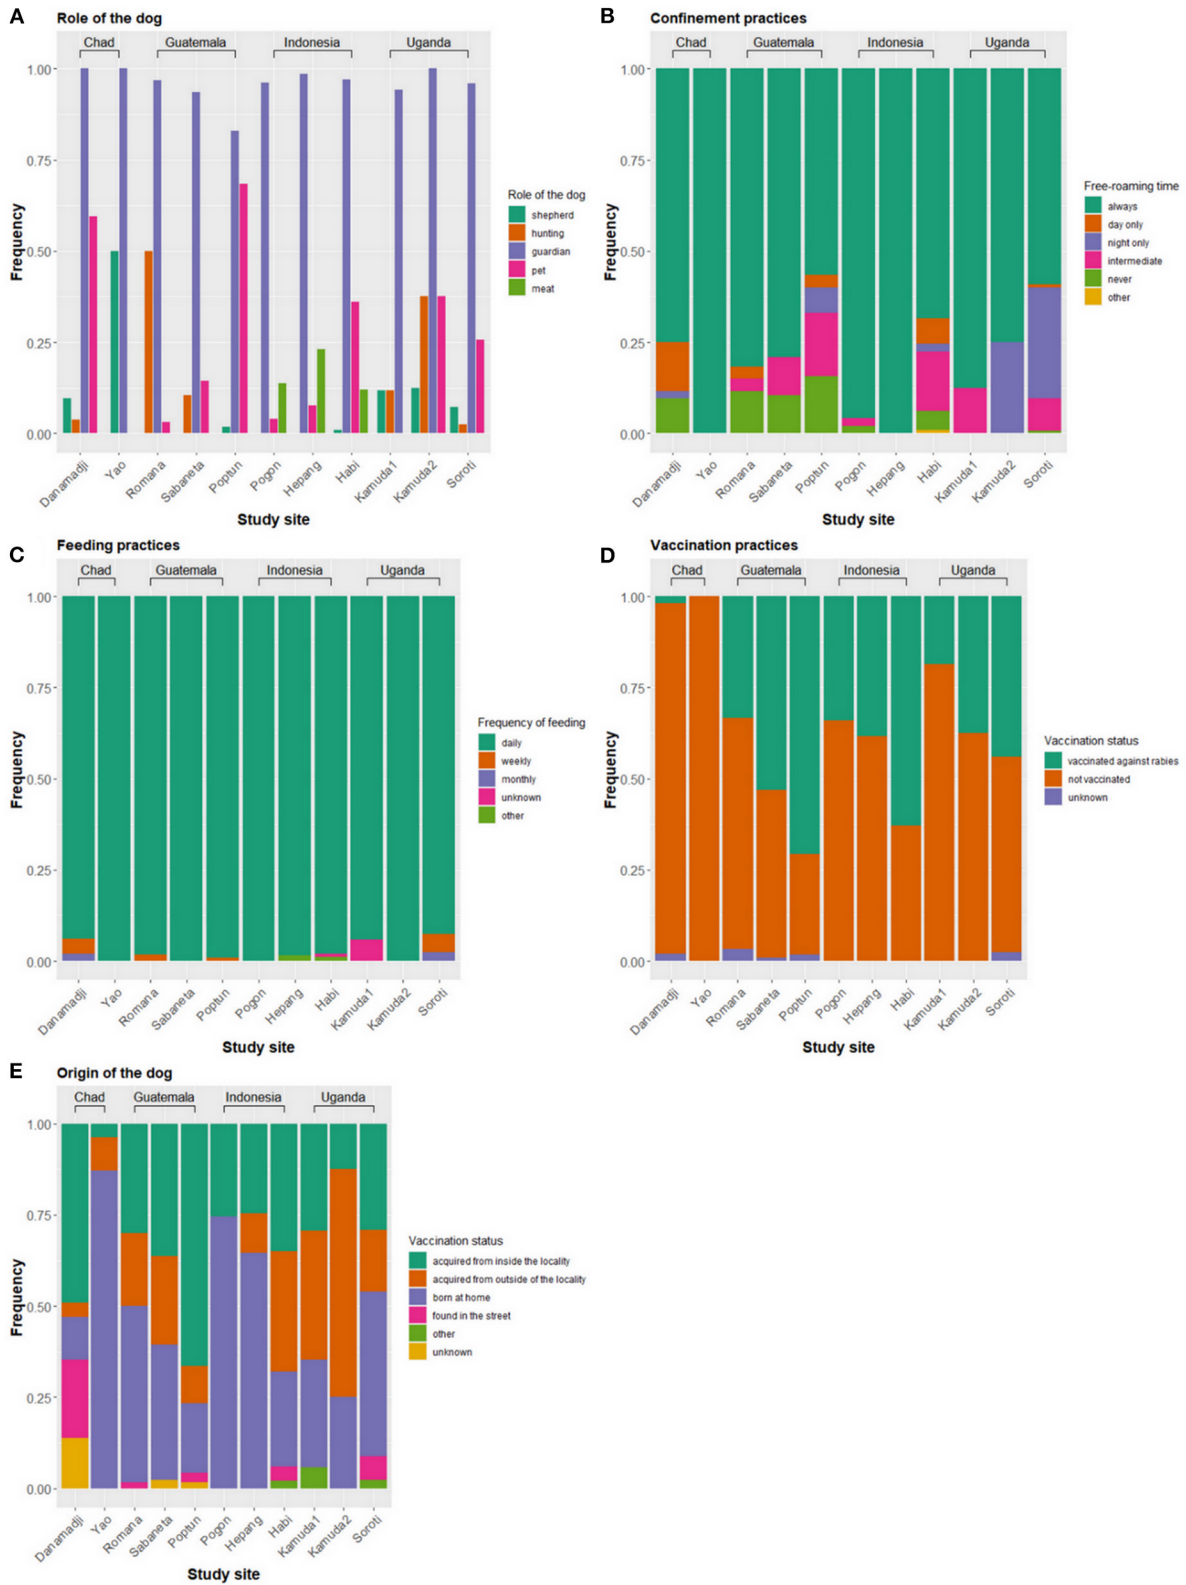 A
Role of the dog
Chad Guatemala Indonesia Uganda
1.00
0.75
0.50
0.25
0.00
Frequency
Danamadji Yao Romana Sabaneta Poptun Pogon Hepang Habi Kamuda1 Kamuda2 Soroti
Study site
Role of the dog
shepherd
hunting
guardian
pet
meat
B
Confinement practices
Chad Guatemala Indonesia Uganda
1.00
0.75
0.50
0.25
0.00
Frequency
Danamadji Yao Romana Sabaneta Poptun Pogon Hepang Habi Kamuda1 Kamuda2 Soroti
Study site
Free-roaming time
always
day only
night only
intermediate
never
other
C
Feeding practices
Chad Guatemala Indonesia Uganda
1.00
0.75
0.50
0.25
0.00
Frequency
Danamadji Yao Romana Sabaneta Poptun Pogon Hepang Habi Kamuda1 Kamuda2 Soroti
Study site
Frequency of feeding
daily
weekly
monthly
unknown
other
D
Vaccination practices
Chad Guatemala Indonesia Uganda
1.00
0.75
0.50
0.25
0.00
Frequency
Danamadji Yao Romana Sabaneta Poptun Pogon Hepang Habi Kamuda1 Kamuda2 Soroti
Study site
Vaccination status
vaccinated against rabies
not vaccinated
unknown
E
Origin of the dog
Chad Guatemala Indonesia Uganda
1.00
0.75
0.50
0.25
0.00
Frequency
Danamadji Yao Romana Sabaneta Poptun Pogon Hepang Habi Kamuda1 Kamuda2 Soroti
Study site
Vaccination status
acquired from inside the locality
acquired from outside of the locality
born at home
found in the street
other
unknown